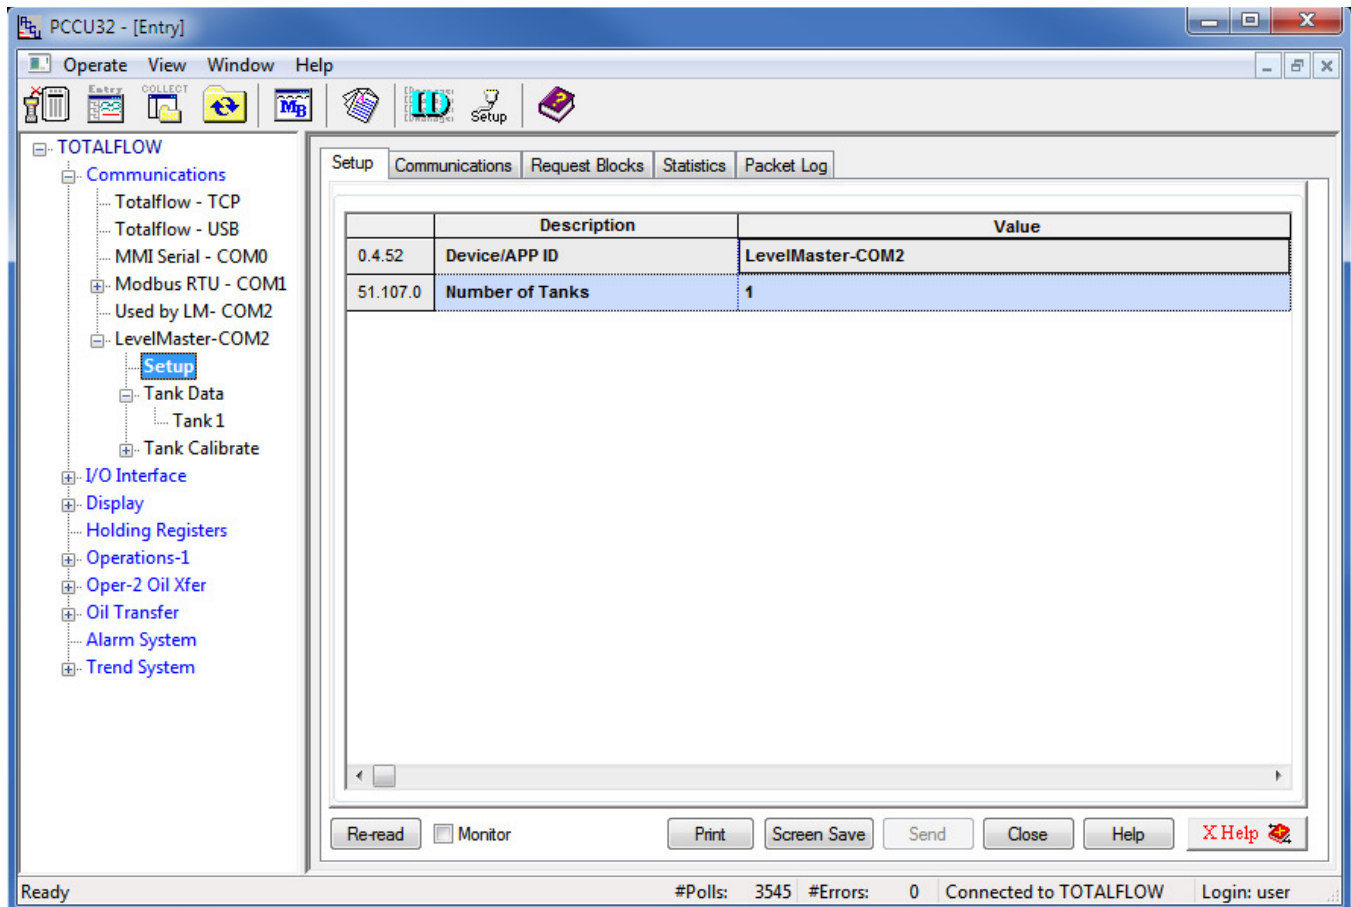 PCCU32 - [Entry]
Operate View Window Help
Entry COLLECT MB ID Setup
TOTALFLOW
Communications
Totalflow - TCP
Totalflow - USB
MMI Serial - COM0
Modbus RTU - COM1
Used by LM- COM2
LevelMaster-COM2
Setup
Tank Data
Tank 1
Tank Calibrate
I/O Interface
Display
Holding Registers
Operations-1
Oper-2 Oil Xfer
Oil Transfer
Alarm System
Trend System
Setup Communications Request Blocks Statistics Packet Log
Description Value
0.4.52 Device/APP ID LevelMaster-COM2
51.107.0 Number of Tanks 1
Re-read Monitor Print Screen Save Send Close Help X Help
Ready #Polls: 3545 #Errors: 0 Connected to TOTALFLOW Login: user